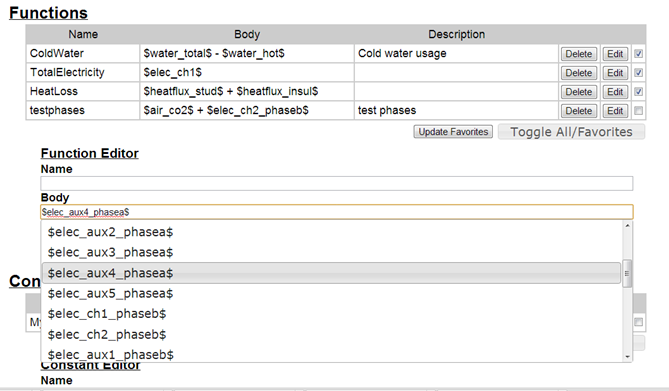 Functions
Name Body Description
ColdWater $water_total$ - $water_hot$ Cold water usage Delete Edit
TotalElectricity $elec_ch1$ Delete Edit
HeatLoss $heatflux_stud$ + $heatflux_insul$ Delete Edit
testphases $air_co2$ + $elec_ch2_phaseb$ test phases Delete Edit
Update Favorites Toggle All/Favorites
Function Editor
Name
Body
$elec_aux4_phasea$
$elec_aux2_phasea$
$elec_aux3_phasea$
$elec_aux4_phasea$
Con
$elec_aux5_phasea$
$elec_ch1_phaseb$
My
$elec_ch2_phaseb$
$elec_aux1_phaseb$
Constant Editor
Name